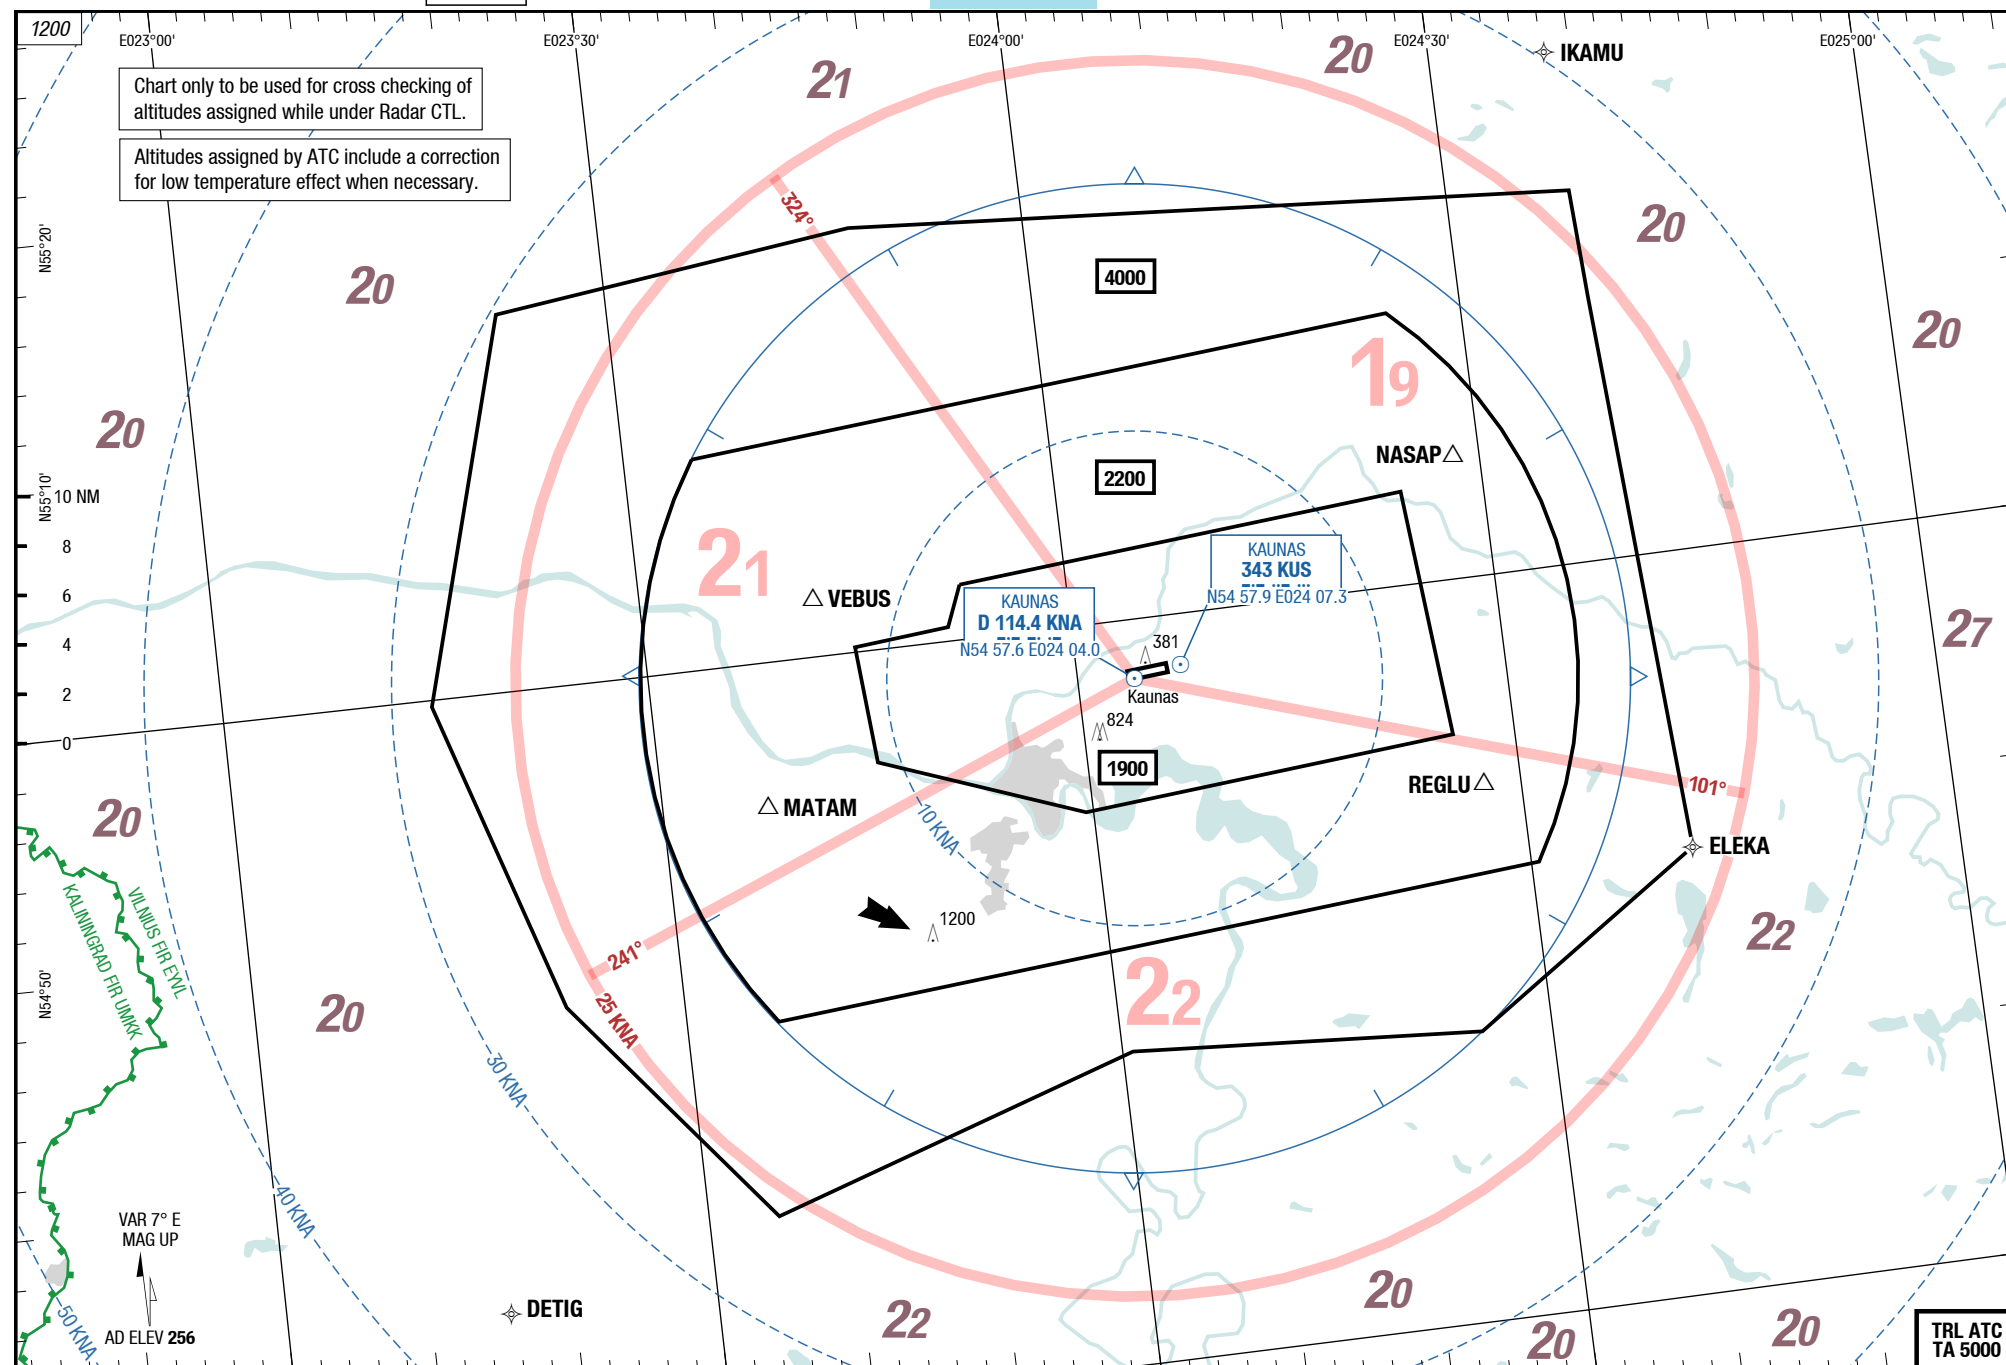 1200
E023°00'
E023°30'
E024°00'
E024°30'
E025°00'
IKAMU
Chart only to be used for cross checking of
altitudes assigned while under Radar CTL.
Altitudes assigned by ATC include a correction
for low temperature effect when necessary.
21
20
324°
20
N55°20'
20
4000
20
19
20
NASAP
2200
N55°10'
10 NM
8
6
4
2
0
21
VEBUS
KAUNAS
343 KUS
N54 57.9 E024 07.3
KAUNAS
D 114.4 KNA
N54 57.6 E024 04.0
27
381
Kaunas
824
1900
REGLU
101°
MATAM
10 KNA
20
ELEKA
KALININGRAD FIR UMKK
VILNIUS FIR EYVL
1200
241°
25 KNA
22
22
N54°50'
20
30 KNA
40 KNA
VAR 7° E
MAG UP
AD ELEV 256
50 KNA
DETIG
22
20
20
20
TRL ATC
TA 5000